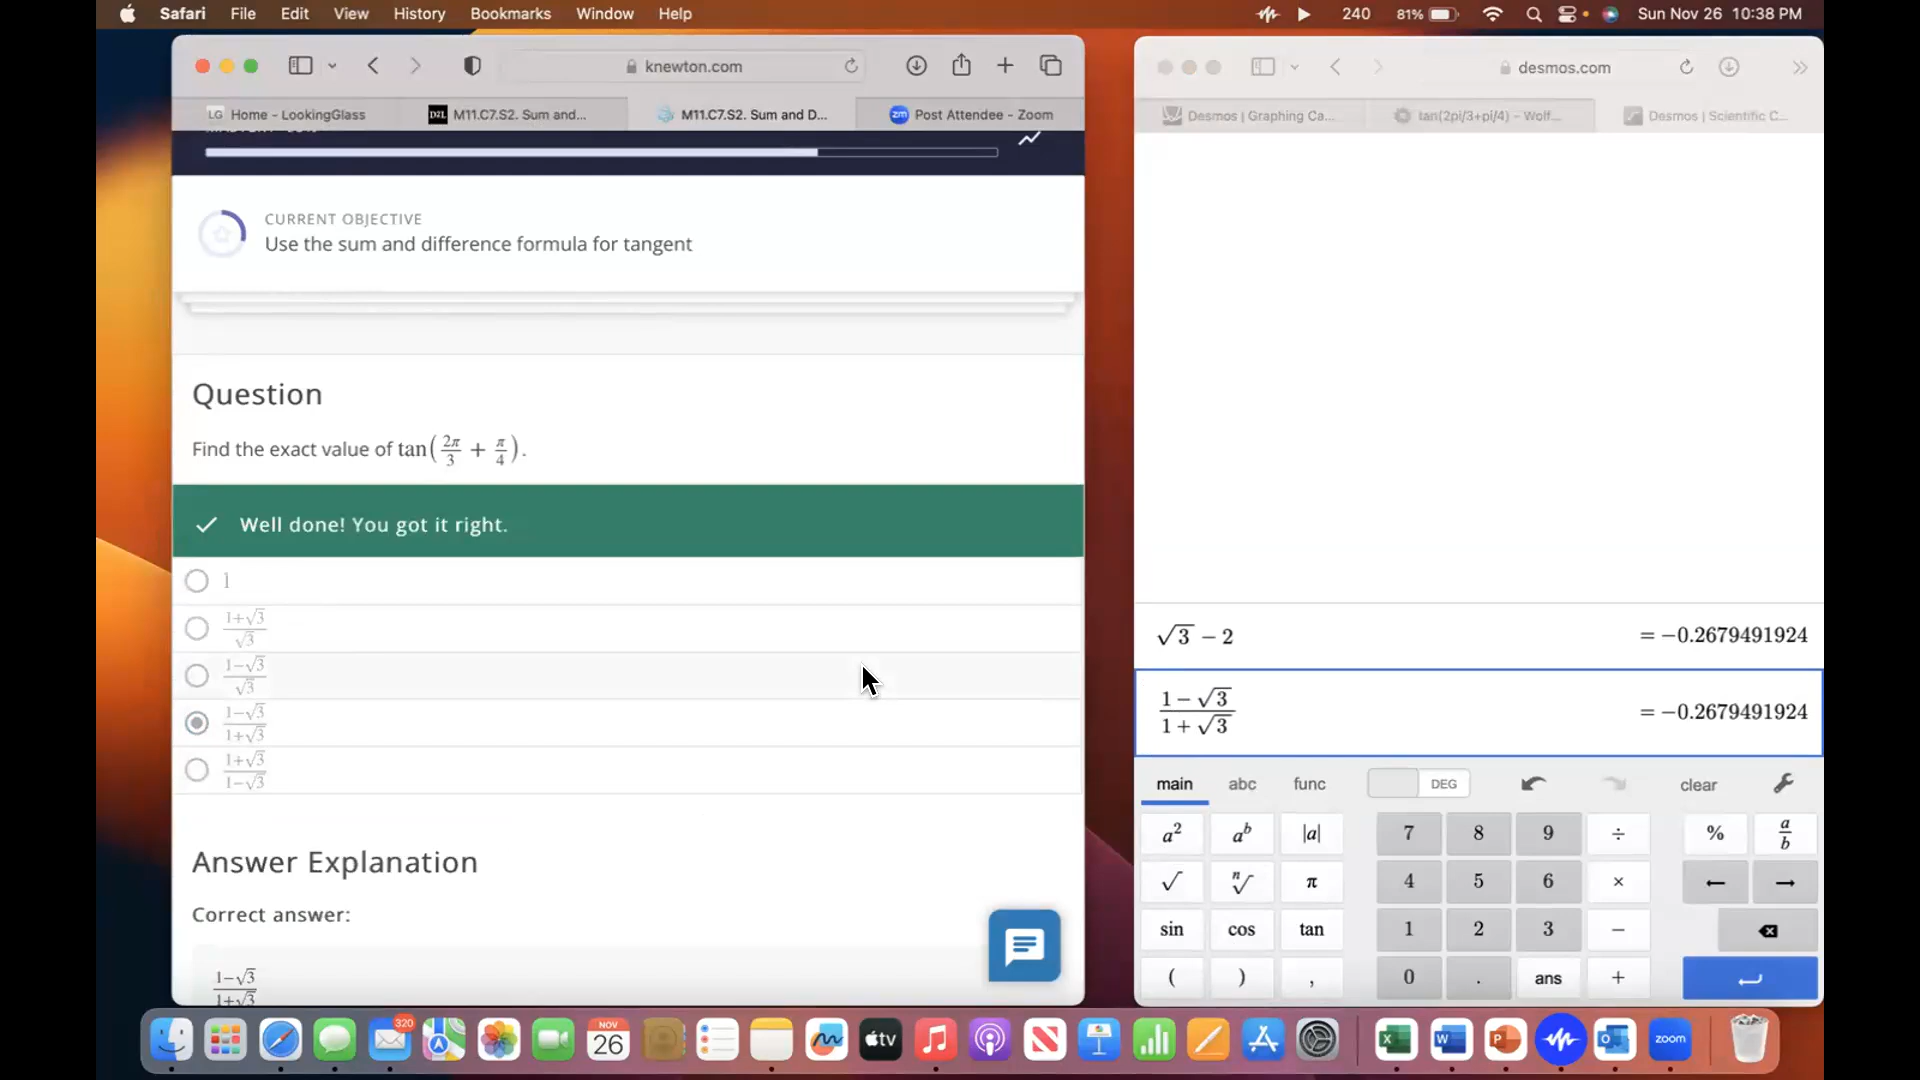 Safari File Edit View History Bookmarks Window Help 240 81% Sun Nov 26 10:38 PM
knewton.com
LG Home - LookingGlass D2L M11.C7.S2. Sum and... M11.C7.S2. Sum and D... zm Post Attendee - Zoom
CURRENT OBJECTIVE
Use the sum and difference formula for tangent
Question
Find the exact value of tan(2π/3 + π/4).
✓ Well done! You got it right.
1
1+√3/√3
1−√3/√3
1−√3/1+√3
1+√3/1−√3
Answer Explanation
Correct answer:
1−√3/1+√3
desmos.com
Desmos | Graphing Ca... tan(2pi/3+pi/4) – Wolf... Desmos | Scientific C...
√3 − 2 = −0.2679491924
1 − √3/1 + √3 = −0.2679491924
main abc func DEG clear
a² aᵇ |a| 7 8 9 ÷ % a/b
√ ⁿ√ π 4 5 6 × ← →
sin cos tan 1 2 3 −
( ) , 0 . ans +
320 NOV 26 tv X W P O zoom